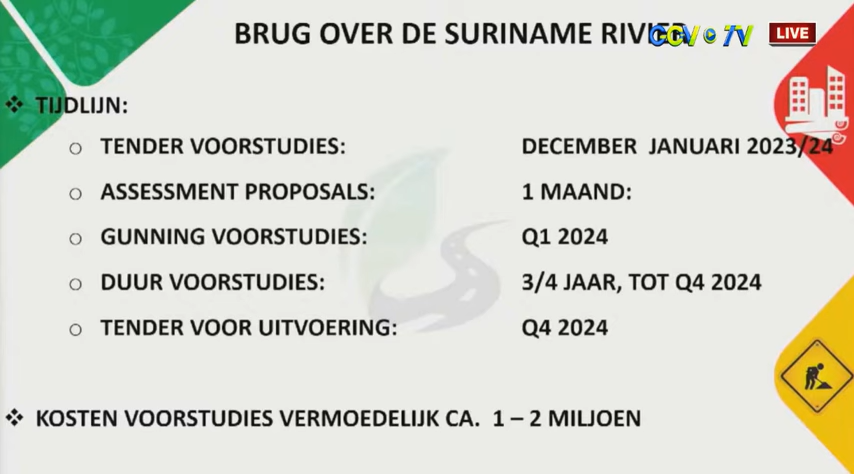 BRUG OVER DE SURINAME RIVIER
GOV TV
LIVE
❖ TIJDLIJN:
○ TENDER VOORSTUDIES: DECEMBER JANUARI 2023/24
○ ASSESSMENT PROPOSALS: 1 MAAND:
○ GUNNING VOORSTUDIES: Q1 2024
○ DUUR VOORSTUDIES: 3/4 JAAR, TOT Q4 2024
○ TENDER VOOR UITVOERING: Q4 2024
❖ KOSTEN VOORSTUDIES VERMOEDELIJK CA. 1 – 2 MILJOEN